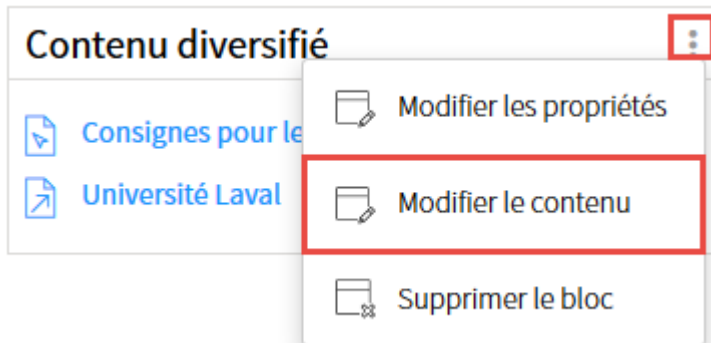 Contenu diversifié
Modifier les propriétés
Consignes pour le
Université Laval
Modifier le contenu
Supprimer le bloc